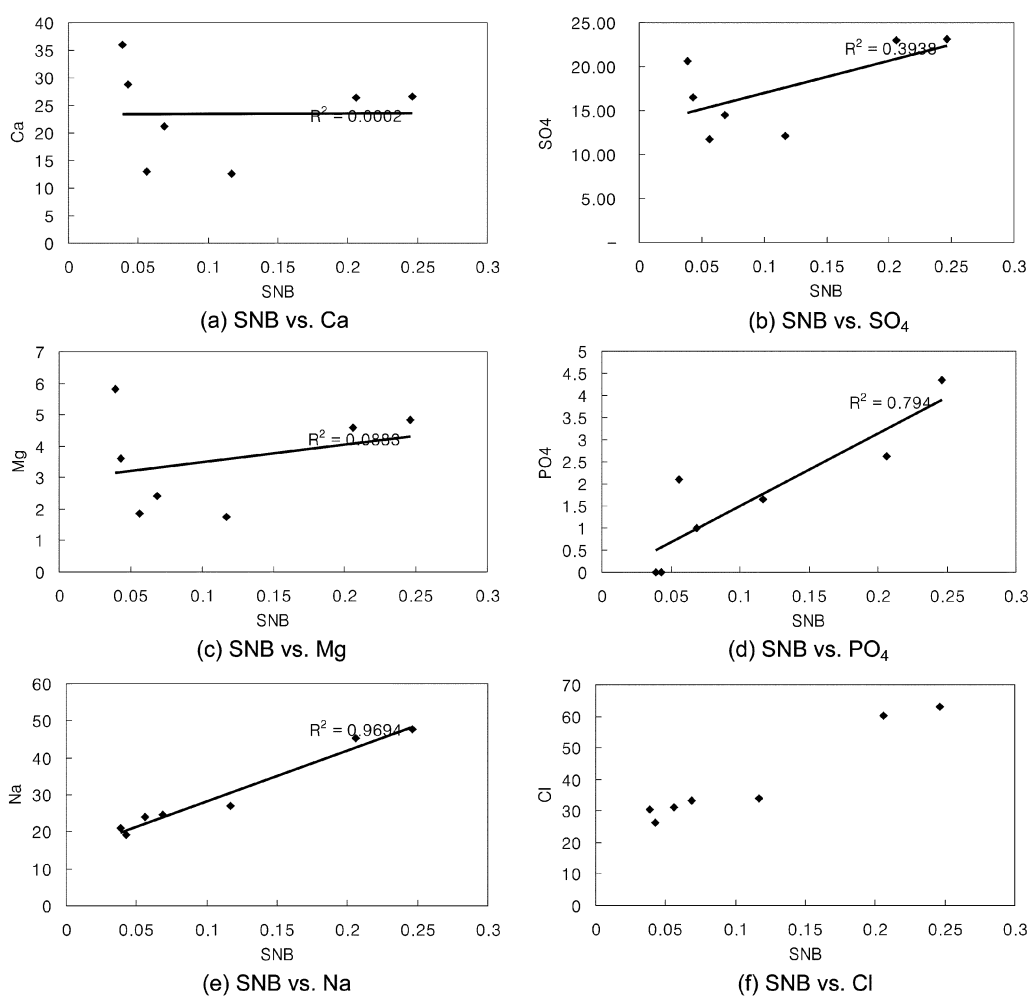 40
35
30
25
20
15
10
5
0
Ca
R² = 0.0002
0 0.05 0.1 0.15 0.2 0.25 0.3
SNB
(a) SNB vs. Ca
25.00
20.00
15.00
10.00
5.00
–
SO4
R² = 0.3938
0 0.05 0.1 0.15 0.2 0.25 0.3
SNB
(b) SNB vs. SO₄
7
6
5
4
3
2
1
0
Mg
R² = 0.0883
0 0.05 0.1 0.15 0.2 0.25 0.3
SNB
(c) SNB vs. Mg
5
4.5
4
3.5
3
2.5
2
1.5
1
0.5
0
PO4
R² = 0.794
0 0.05 0.1 0.15 0.2 0.25 0.3
SNB
(d) SNB vs. PO₄
60
50
40
30
20
10
0
Na
R² = 0.9694
0 0.05 0.1 0.15 0.2 0.25 0.3
SNB
(e) SNB vs. Na
70
60
50
40
30
20
10
0
Cl
0 0.05 0.1 0.15 0.2 0.25 0.3
SNB
(f) SNB vs. Cl